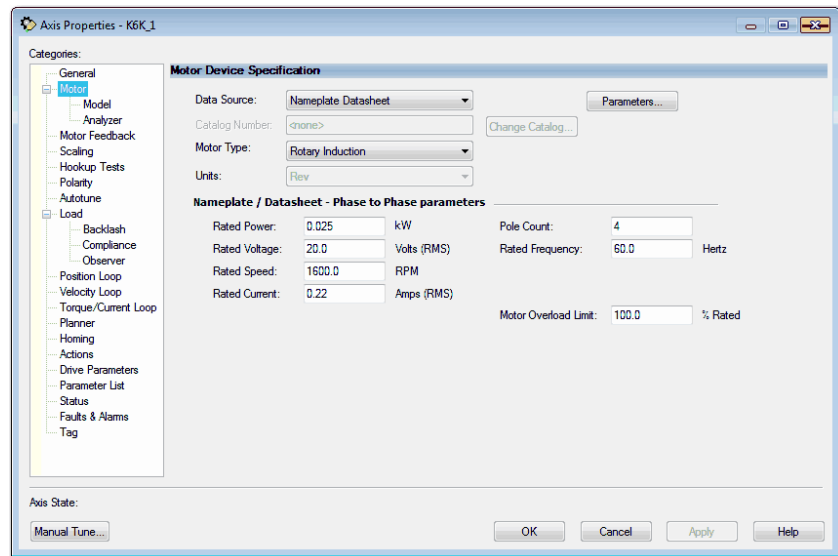 Axis Properties - K6K_1
Categories:
General
Motor
Model
Analyzer
Motor Feedback
Scaling
Hookup Tests
Polarity
Autotune
Load
Backlash
Compliance
Observer
Position Loop
Velocity Loop
Torque/Current Loop
Planner
Homing
Actions
Drive Parameters
Parameter List
Status
Faults & Alarms
Tag
Motor Device Specification
Data Source: Nameplate Datasheet Parameters...
Catalog Number: <none> Change Catalog...
Motor Type: Rotary Induction
Units: Rev
Nameplate / Datasheet - Phase to Phase parameters
Rated Power: 0.025 kW Pole Count: 4
Rated Voltage: 20.0 Volts (RMS) Rated Frequency: 60.0 Hertz
Rated Speed: 1600.0 RPM
Rated Current: 0.22 Amps (RMS)
Motor Overload Limit: 100.0 % Rated
Axis State:
Manual Tune... OK Cancel Apply Help